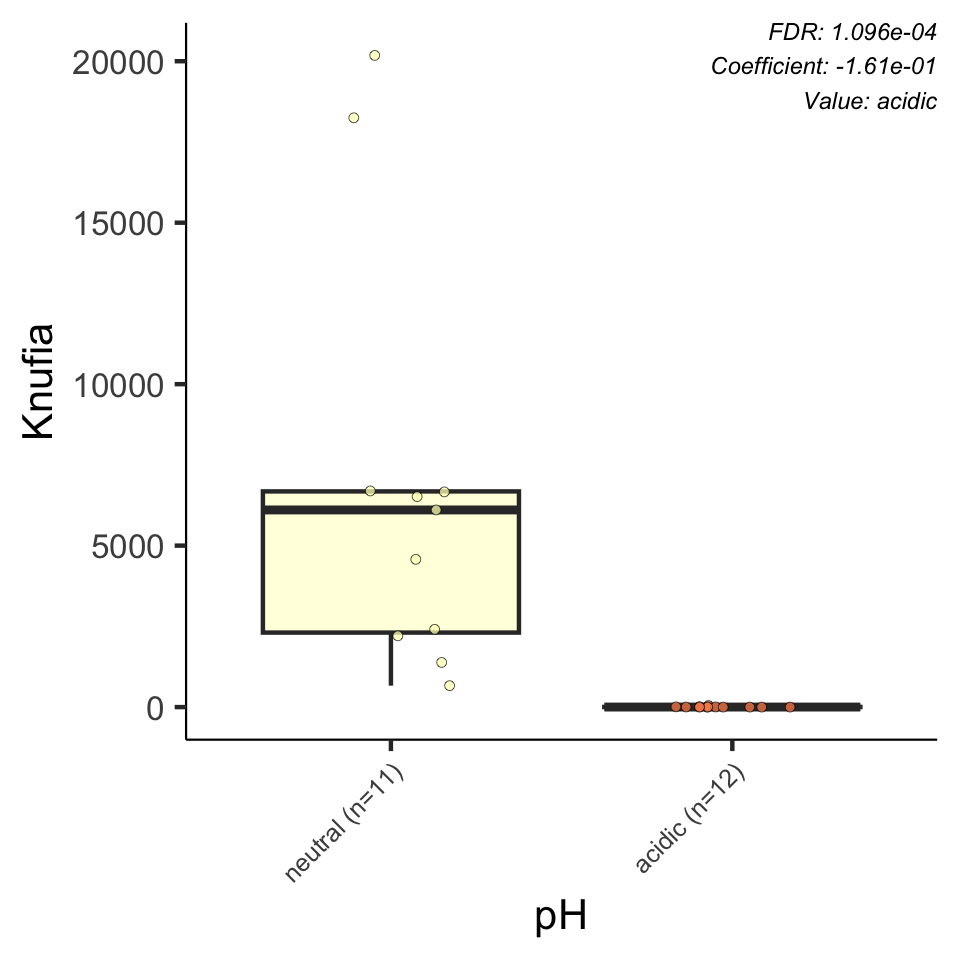 FDR: 1.096e-04
Coefficient: -1.61e-01
Value: acidic
20000
15000
10000
5000
0
Knufia
neutral (n=11)
acidic (n=12)
pH